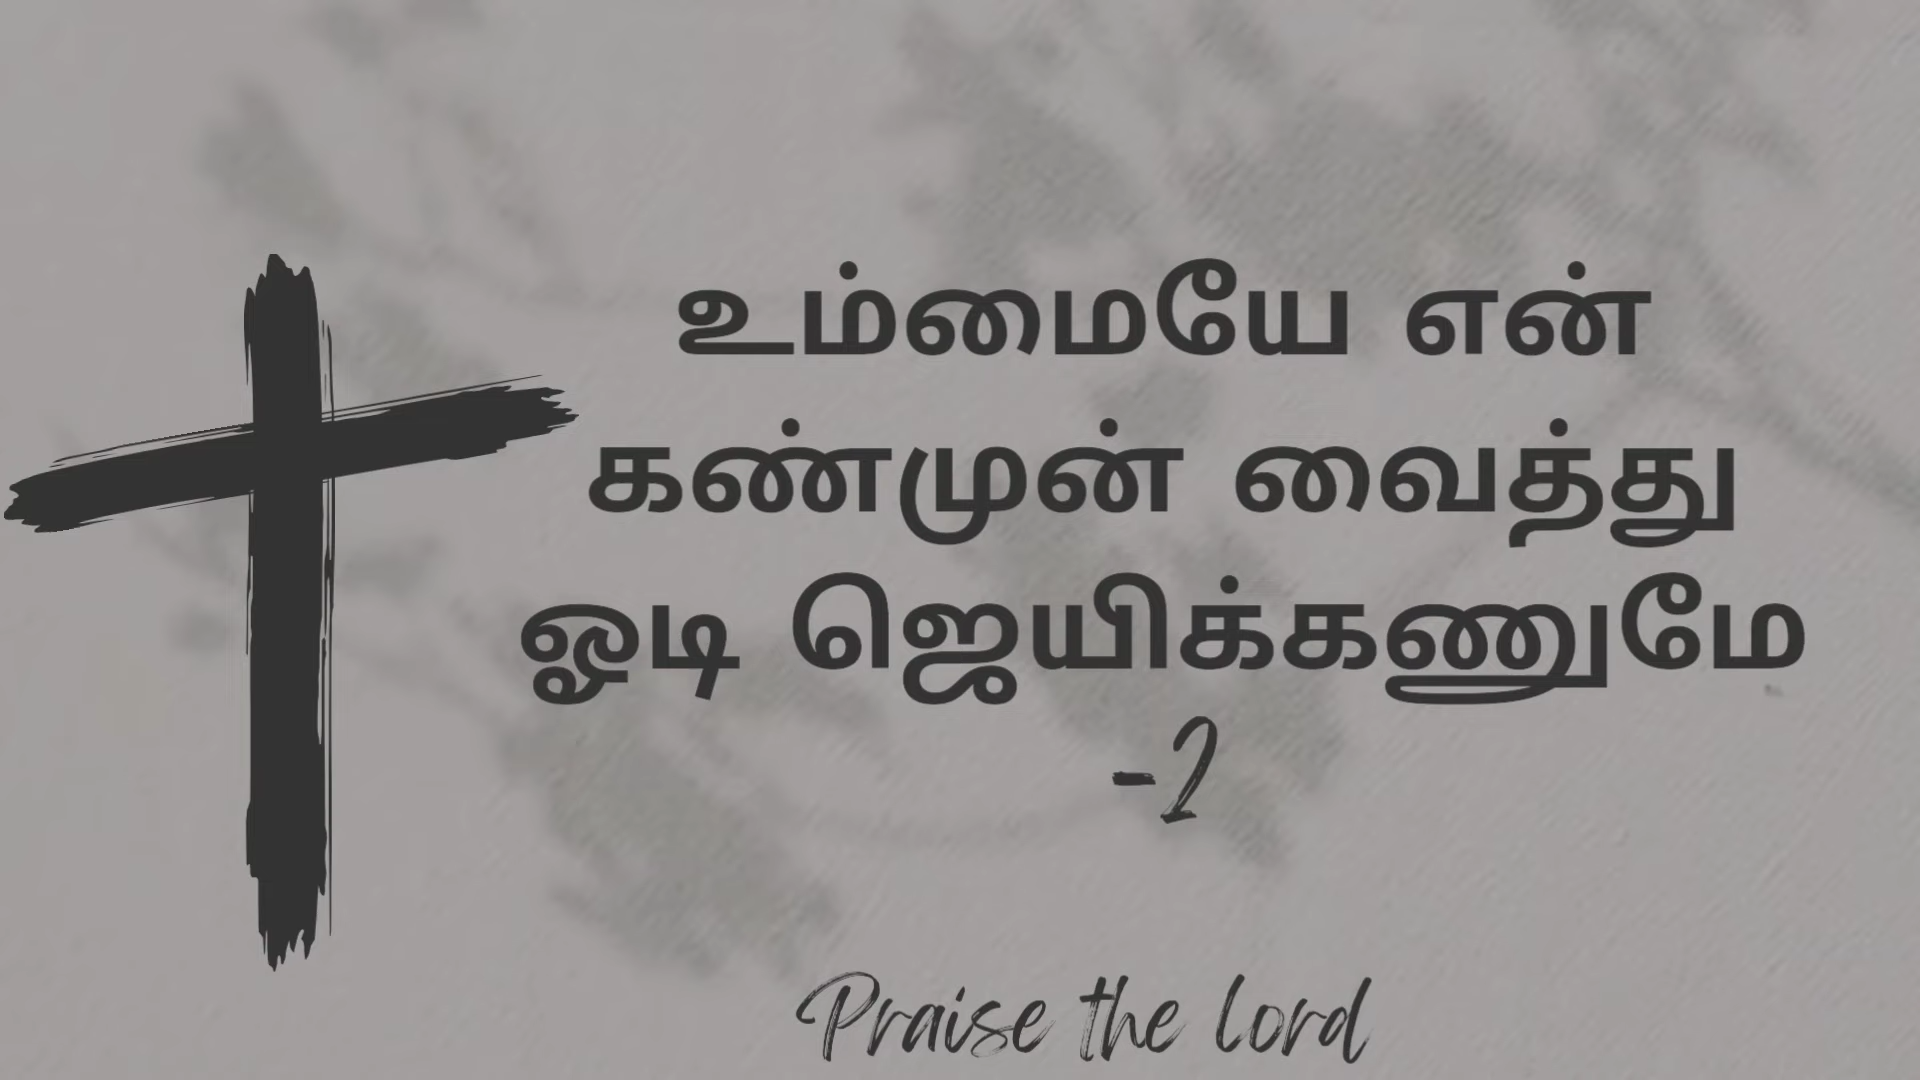 உம்மையே என்
கண்முன் வைத்து
ஓடி ஜெயிக்கணுமே
-2
Praise the lord